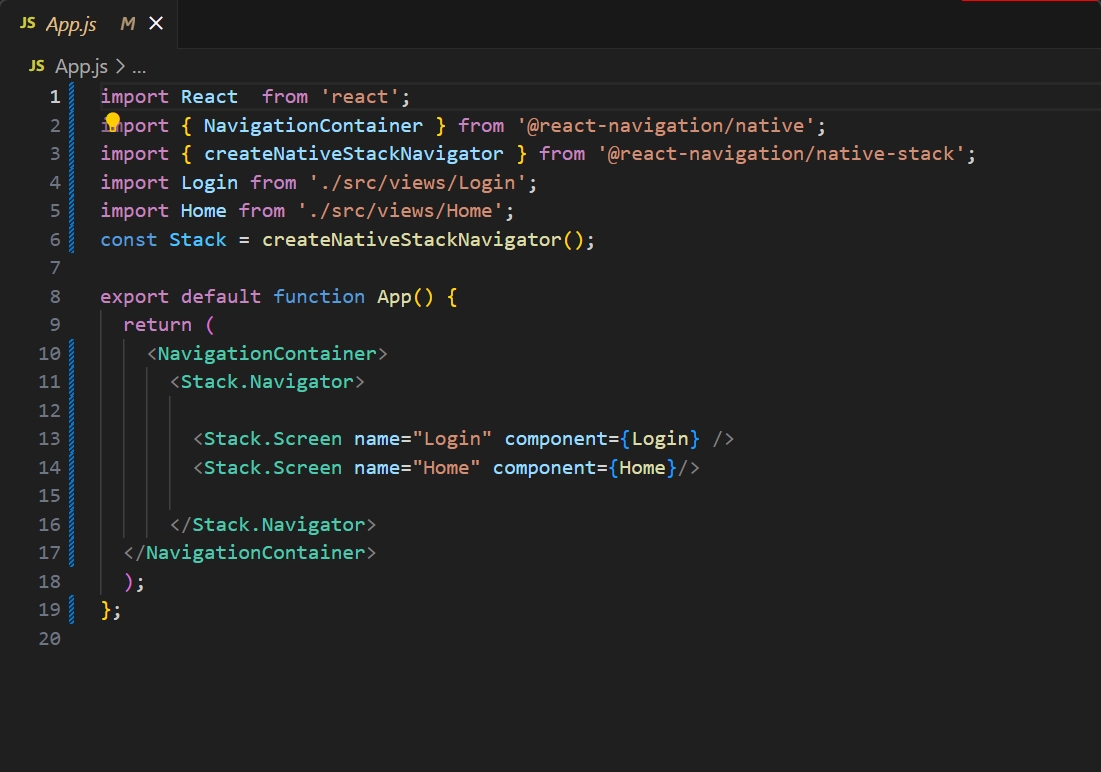 JS App.js M ×
JS App.js > ...
1 import React  from 'react';
2 import { NavigationContainer } from '@react-navigation/native';
3 import { createNativeStackNavigator } from '@react-navigation/native-stack';
4 import Login from './src/views/Login';
5 import Home from './src/views/Home';
6 const Stack = createNativeStackNavigator();
7
8 export default function App() {
9   return (
10     <NavigationContainer>
11       <Stack.Navigator>
12
13         <Stack.Screen name="Login" component={Login} />
14         <Stack.Screen name="Home" component={Home}/>
15
16       </Stack.Navigator>
17   </NavigationContainer>
18   );
19 };
20